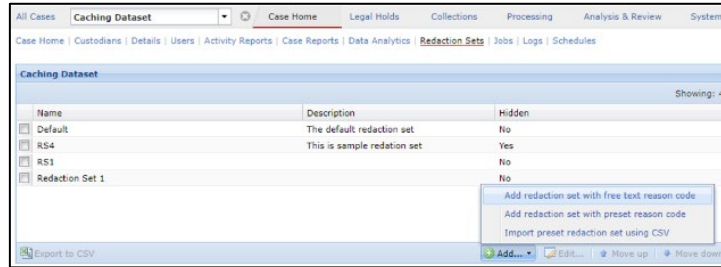 All Cases Caching Dataset Case Home Legal Holds Collections Processing Analysis & Review System
Case Home | Custodians | Details | Users | Activity Reports | Case Reports | Data Analytics | Redaction Sets | Jobs | Logs | Schedules
Caching Dataset
Showing: 4
Name Description Hidden
Default The default redaction set No
RS4 This is sample redation set Yes
RS1 No
Redaction Set 1 No
Add redaction set with free text reason code
Add redaction set with preset reason code
Import preset redaction set using CSV
Export to CSV Add... Edit... Move up Move down